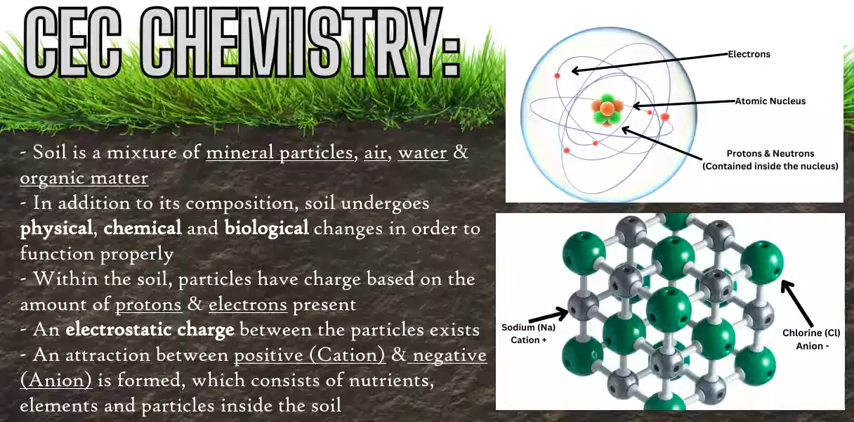 CEC CHEMISTRY:
- Soil is a mixture of mineral particles, air, water &
organic matter
- In addition to its composition, soil undergoes
physical, chemical and biological changes in order to
function properly
- Within the soil, particles have charge based on the
amount of protons & electrons present
- An electrostatic charge between the particles exists
- An attraction between positive (Cation) & negative
(Anion) is formed, which consists of nutrients,
elements and particles inside the soil
Electrons
Atomic Nucleus
Protons & Neutrons
(Contained inside the nucleus)
Sodium (Na)
Cation +
Chlorine (Cl)
Anion -